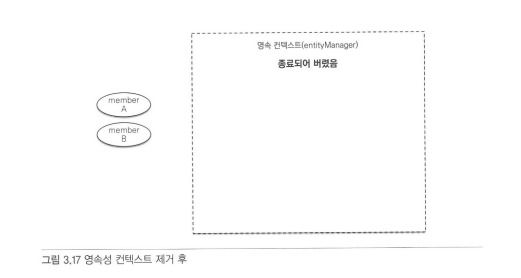 영속 컨텍스트(entityManager)
종료되어 버렸음
member
A
member
B
그림 3.17 영속성 컨텍스트 제거 후